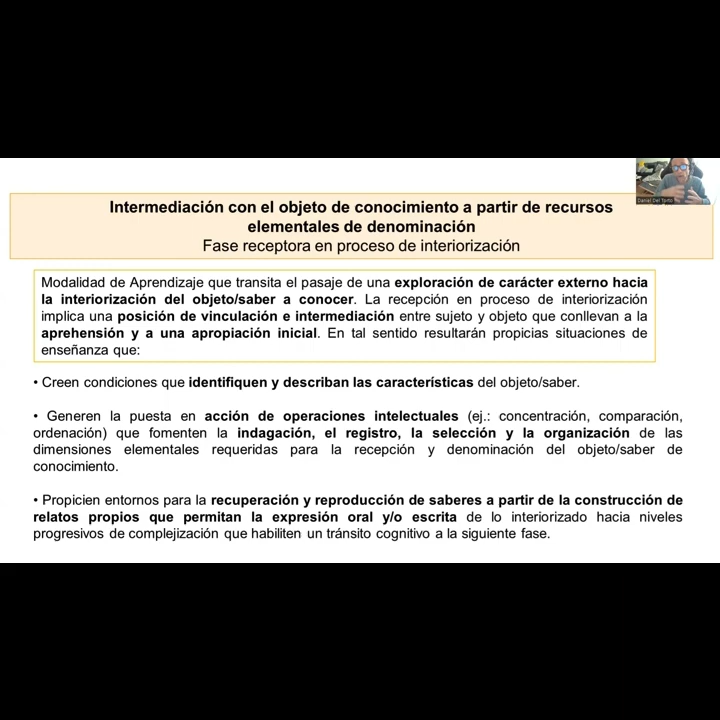 Intermediación con el objeto de conocimiento a partir de recursos
elementales de denominación
Fase receptora en proceso de interiorización
Daniel Del Torto
Modalidad de Aprendizaje que transita el pasaje de una exploración de carácter externo hacia
la interiorización del objeto/saber a conocer. La recepción en proceso de interiorización
implica una posición de vinculación e intermediación entre sujeto y objeto que conllevan a la
aprehensión y a una apropiación inicial. En tal sentido resultarán propicias situaciones de
enseñanza que:
• Creen condiciones que identifiquen y describan las características del objeto/saber.
• Generen la puesta en acción de operaciones intelectuales (ej.: concentración, comparación,
ordenación) que fomenten la indagación, el registro, la selección y la organización de las
dimensiones elementales requeridas para la recepción y denominación del objeto/saber de
conocimiento.
• Propicien entornos para la recuperación y reproducción de saberes a partir de la construcción de
relatos propios que permitan la expresión oral y/o escrita de lo interiorizado hacia niveles
progresivos de complejización que habiliten un tránsito cognitivo a la siguiente fase.